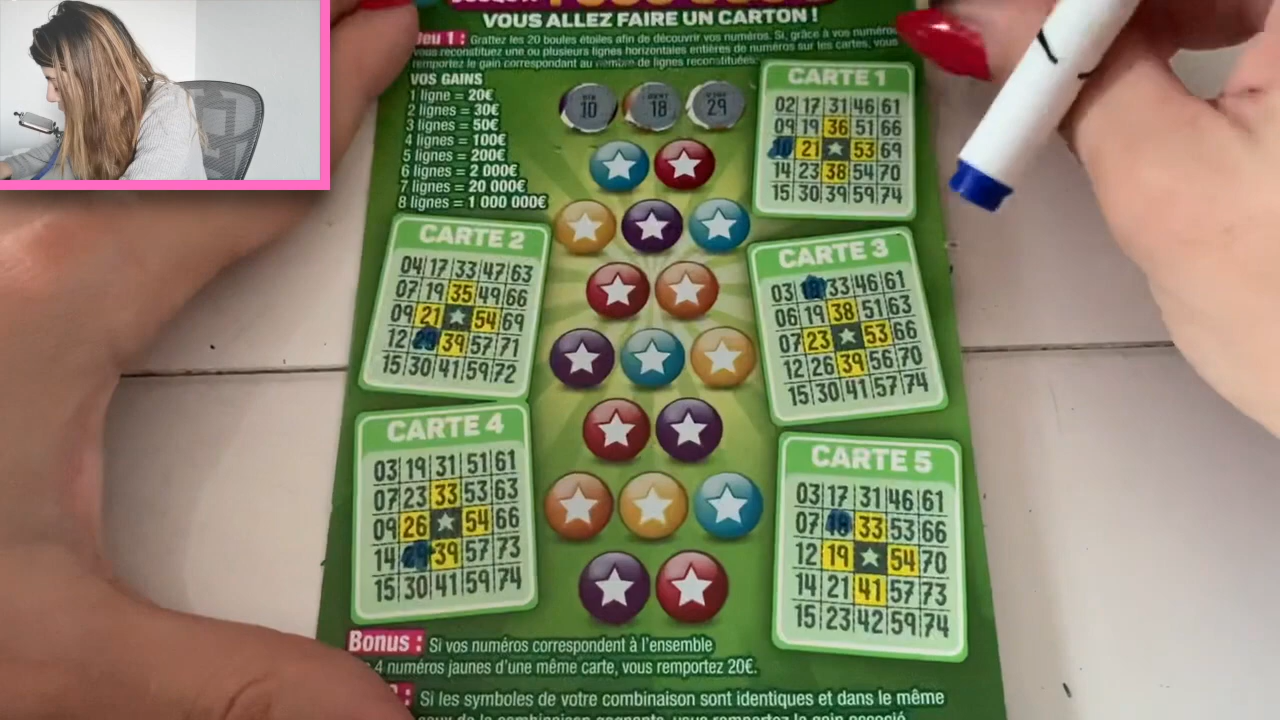 VOUS ALLEZ FAIRE UN CARTON !
Jeu 1 : Grattez les 20 boules étoiles afin de découvrir vos numéros. Si, grâce à vos numéros,
vous reconstituez une ou plusieurs lignes horizontales entières de numéros sur les cartes, vous
remportez le gain correspondant au nombre de lignes reconstituées.
VOS GAINS
1 ligne = 20€
2 lignes = 30€
3 lignes = 50€
4 lignes = 100€
5 lignes = 200€
6 lignes = 2 000€
7 lignes = 20 000€
8 lignes = 1 000 000€
10 18 29
CARTE 1
02 17 31 46 61
09 19 36 51 66
10 21 53 69
14 23 38 54 70
15 30 39 59 74
CARTE 2
04 17 33 47 63
07 19 35 49 66
09 21 54 69
12 29 39 57 71
15 30 41 59 72
CARTE 3
03 18 33 46 61
06 19 38 51 63
07 23 53 66
12 26 39 56 70
15 30 41 57 74
CARTE 4
03 19 31 51 61
07 23 33 53 63
09 26 54 66
14 29 39 57 73
15 30 41 59 74
CARTE 5
03 17 31 46 61
07 18 33 53 66
12 19 54 70
14 21 41 57 73
15 23 42 59 74
Bonus : Si vos numéros correspondent à l'ensemble
4 numéros jaunes d'une même carte, vous remportez 20€.
: Si les symboles de votre combinaison sont identiques et dans le même